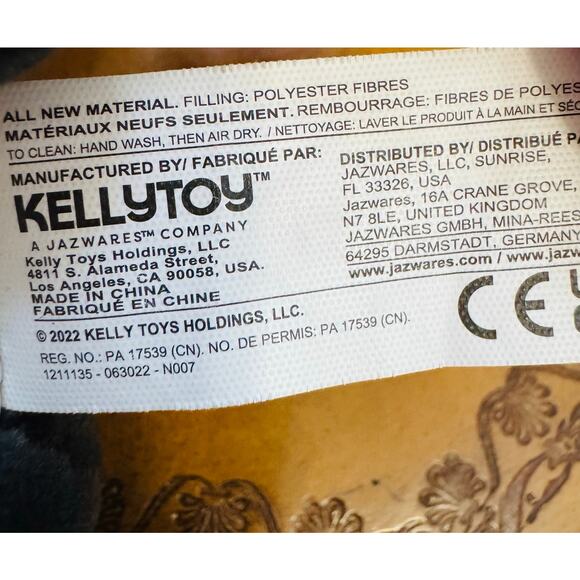 ALL NEW MATERIAL. FILLING: POLYESTER FIBRES
MATÉRIAUX NEUFS SEULEMENT. REMBOURRAGE: FIBRES DE POLYES
TO CLEAN: HAND WASH, THEN AIR DRY. / NETTOYAGE: LAVER LE PRODUIT À LA MAIN ET SÉC
MANUFACTURED BY/ FABRIQUÉ PAR:
KELLYTOY™
A JAZWARES™ COMPANY
Kelly Toys Holdings, LLC
4811 S. Alameda Street,
Los Angeles, CA 90058, USA.
MADE IN CHINA
FABRIQUÉ EN CHINE
DISTRIBUTED BY/ DISTRIBUÉ PA
JAZWARES, LLC, SUNRISE,
FL 33326, USA
Jazwares, 16A CRANE GROVE,
N7 8LE, UNITED KINGDOM
JAZWARES GMBH, MINA-REES
64295 DARMSTADT, GERMANY
www.jazwares.com / www.jazw
CE
© 2022 KELLY TOYS HOLDINGS, LLC.
REG. NO.: PA 17539 (CN). NO. DE PERMIS: PA 17539 (CN).
1211135 - 063022 - N007